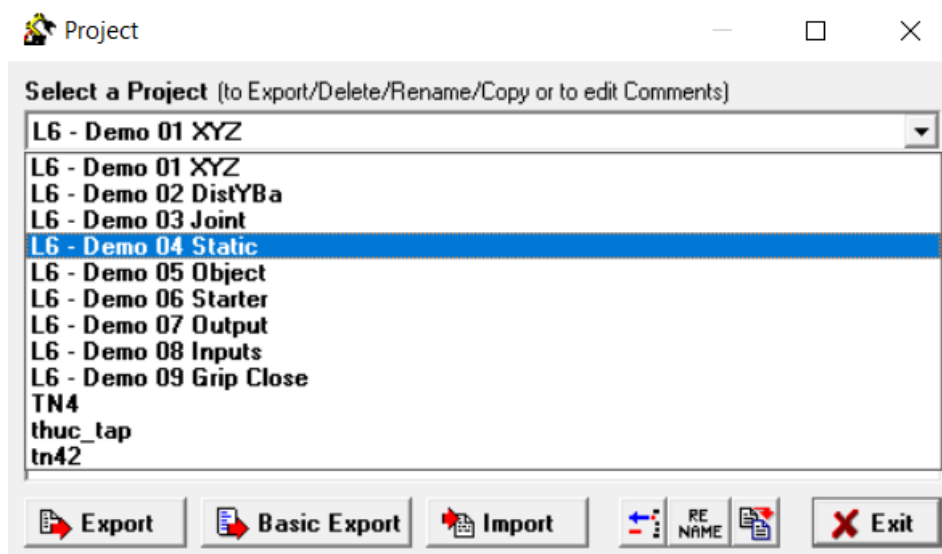 Project
Select a Project (to Export/Delete/Rename/Copy or to edit Comments)
L6 - Demo 01 XYZ
L6 - Demo 01 XYZ
L6 - Demo 02 DistYBa
L6 - Demo 03 Joint
L6 - Demo 04 Static
L6 - Demo 05 Object
L6 - Demo 06 Starter
L6 - Demo 07 Output
L6 - Demo 08 Inputs
L6 - Demo 09 Grip Close
TN4
thuc_tap
tn42
Export Basic Export Import RE NAME Exit